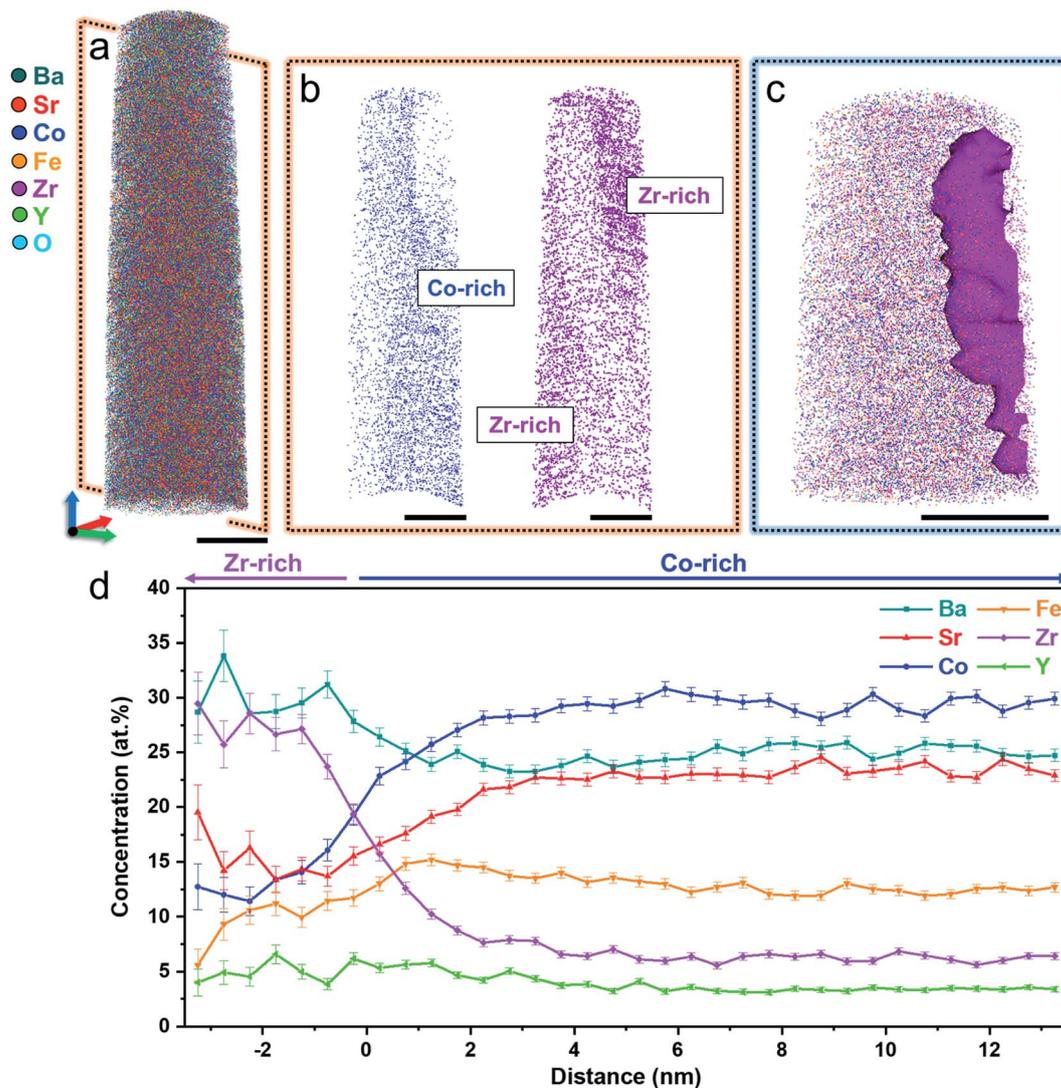 a
Ba
Sr
Co
Fe
Zr
Y
O
b
Co-rich
Zr-rich
Zr-rich
c
d
Zr-rich
Co-rich
40
35
30
25
20
15
10
5
0
Concentration (at.%)
Ba Fe
Sr Zr
Co Y
-2 0 2 4 6 8 10 12
Distance (nm)